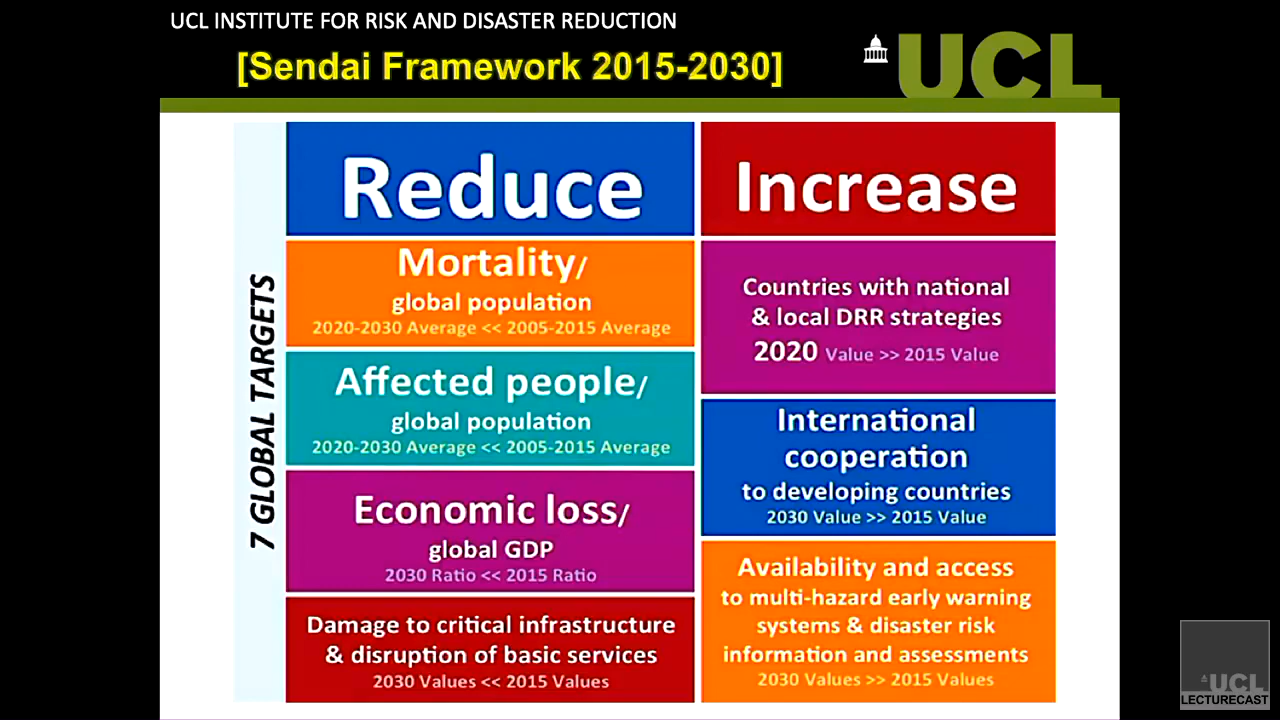 UCL INSTITUTE FOR RISK AND DISASTER REDUCTION
[Sendai Framework 2015-2030]
UCL
7 GLOBAL TARGETS
Reduce
Mortality/
global population
2020-2030 Average << 2005-2015 Average
Affected people/
global population
2020-2030 Average << 2005-2015 Average
Economic loss/
global GDP
2030 Ratio << 2015 Ratio
Damage to critical infrastructure
& disruption of basic services
2030 Values << 2015 Values
Increase
Countries with national
& local DRR strategies
2020 Value >> 2015 Value
International
cooperation
to developing countries
2030 Value >> 2015 Value
Availability and access
to multi-hazard early warning
systems & disaster risk
information and assessments
2030 Values >> 2015 Values
UCL
LECTURECAST